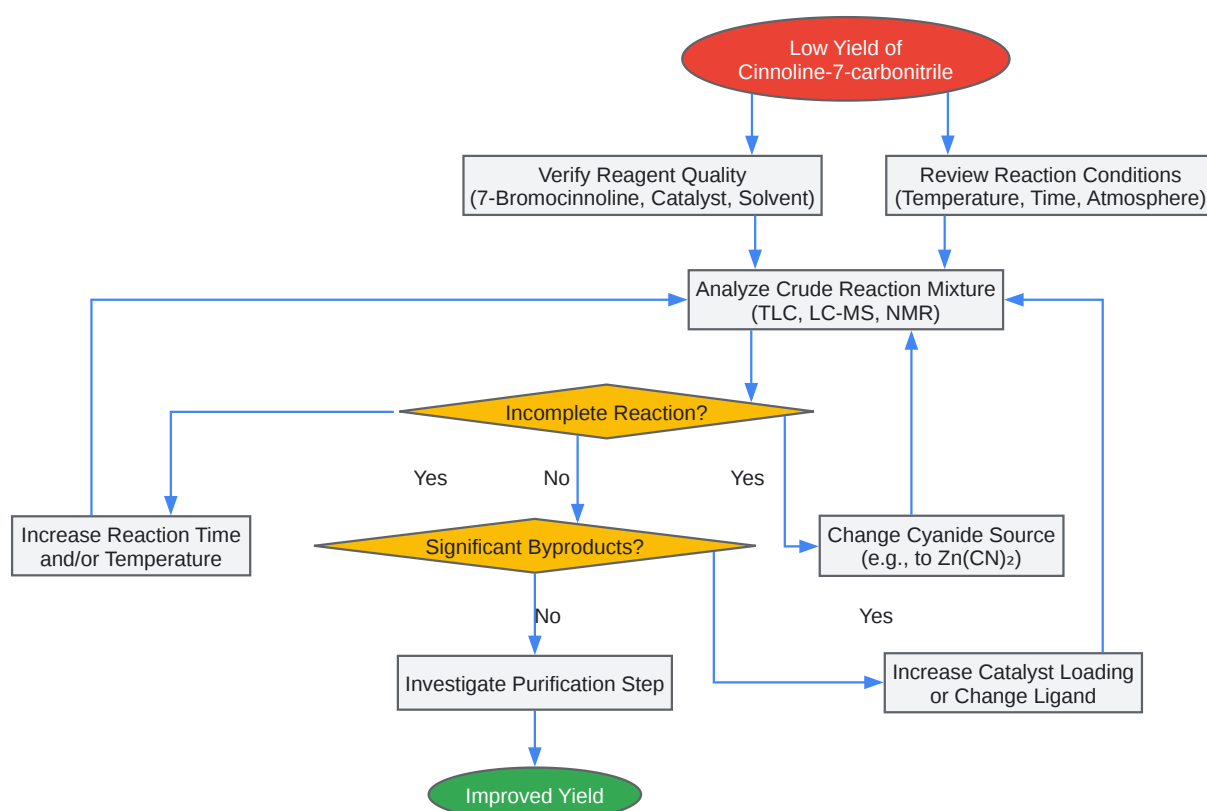 Low Yield of
Cinnoline-7-carbonitrile
Verify Reagent Quality
(7-Bromocinnoline, Catalyst, Solvent)
Review Reaction Conditions
(Temperature, Time, Atmosphere)
Analyze Crude Reaction Mixture
(TLC, LC-MS, NMR)
Incomplete Reaction?
Yes
No
Yes
Increase Reaction Time
and/or Temperature
Significant Byproducts?
Change Cyanide Source
(e.g., to Zn(CN)₂)
No
Yes
Investigate Purification Step
Increase Catalyst Loading
or Change Ligand
Improved Yield